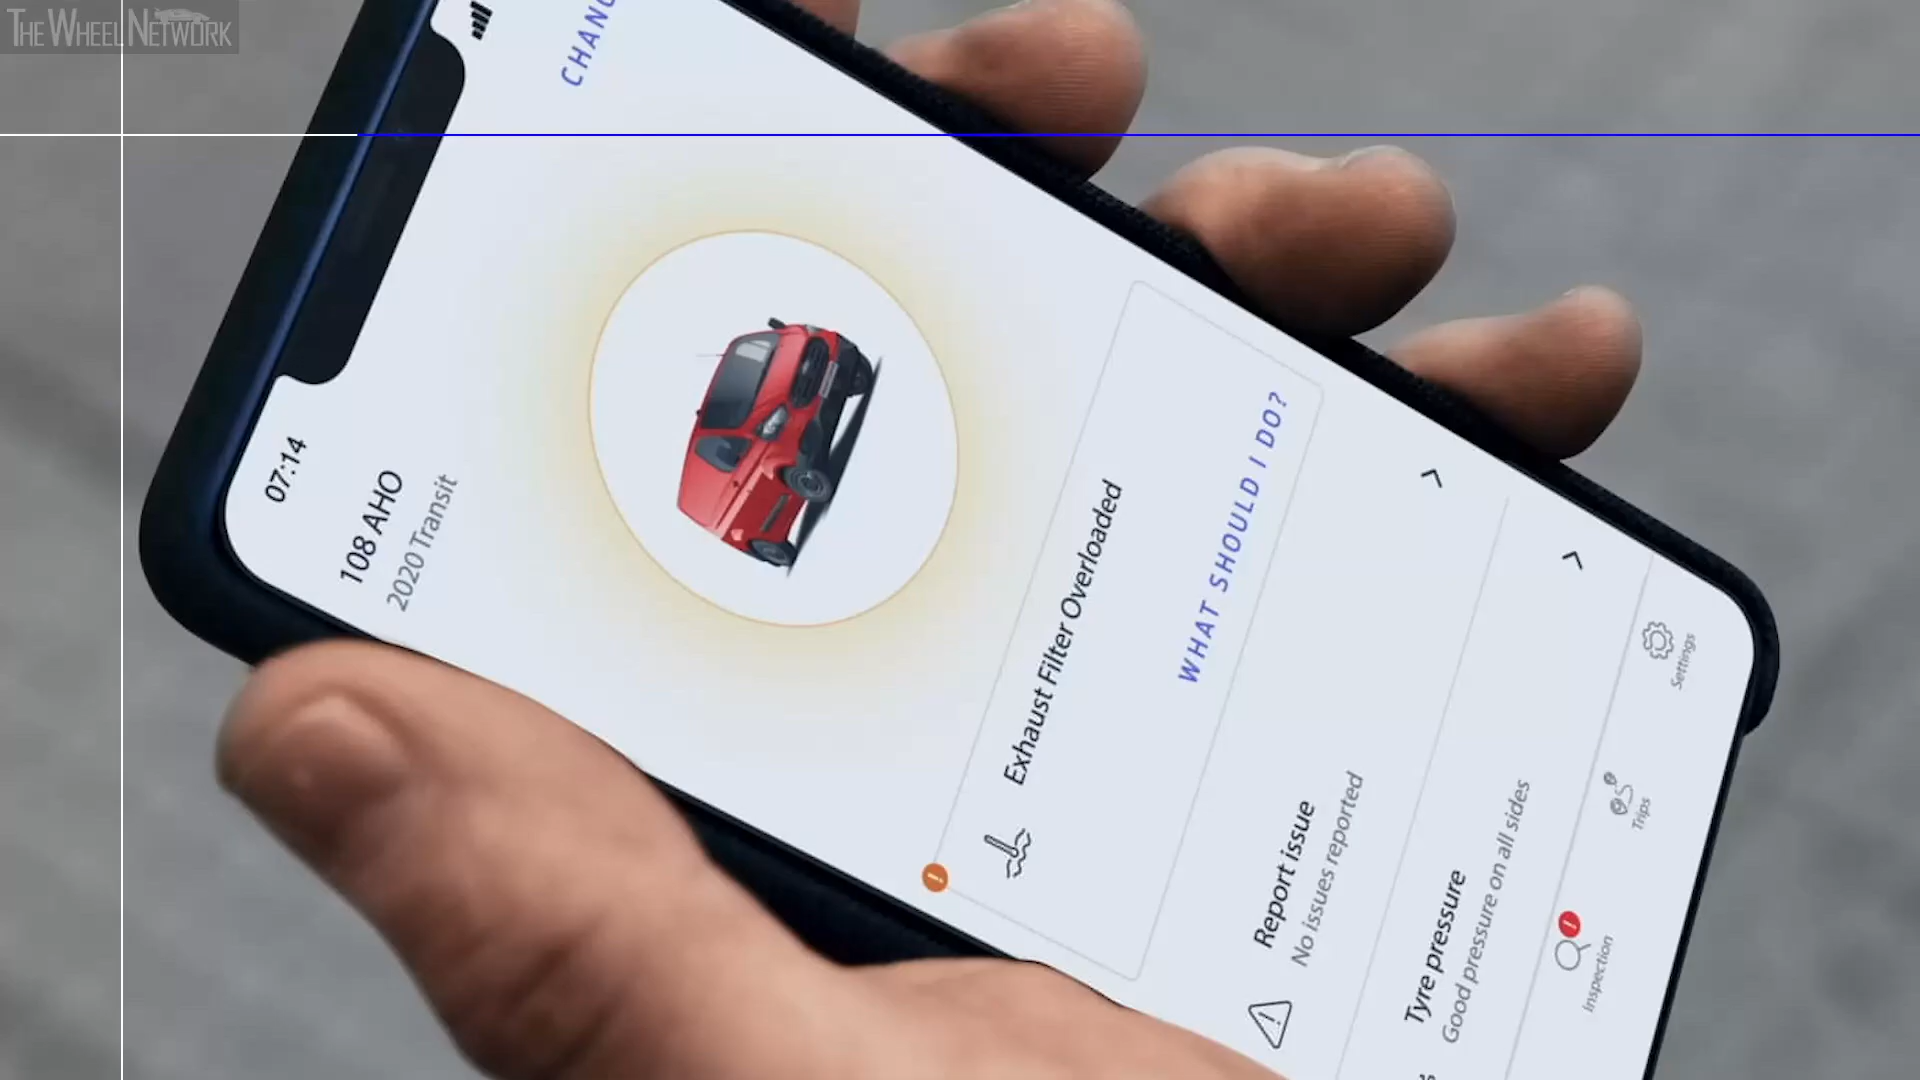 THE WHEEL NETWORK
07:14
108 AHO
2020 Transit
Exhaust Filter Overloaded
WHAT SHOULD I DO?
Report issue
No issues reported
Tyre pressure
Good pressure on all sides
Inspection
Trips
Settings